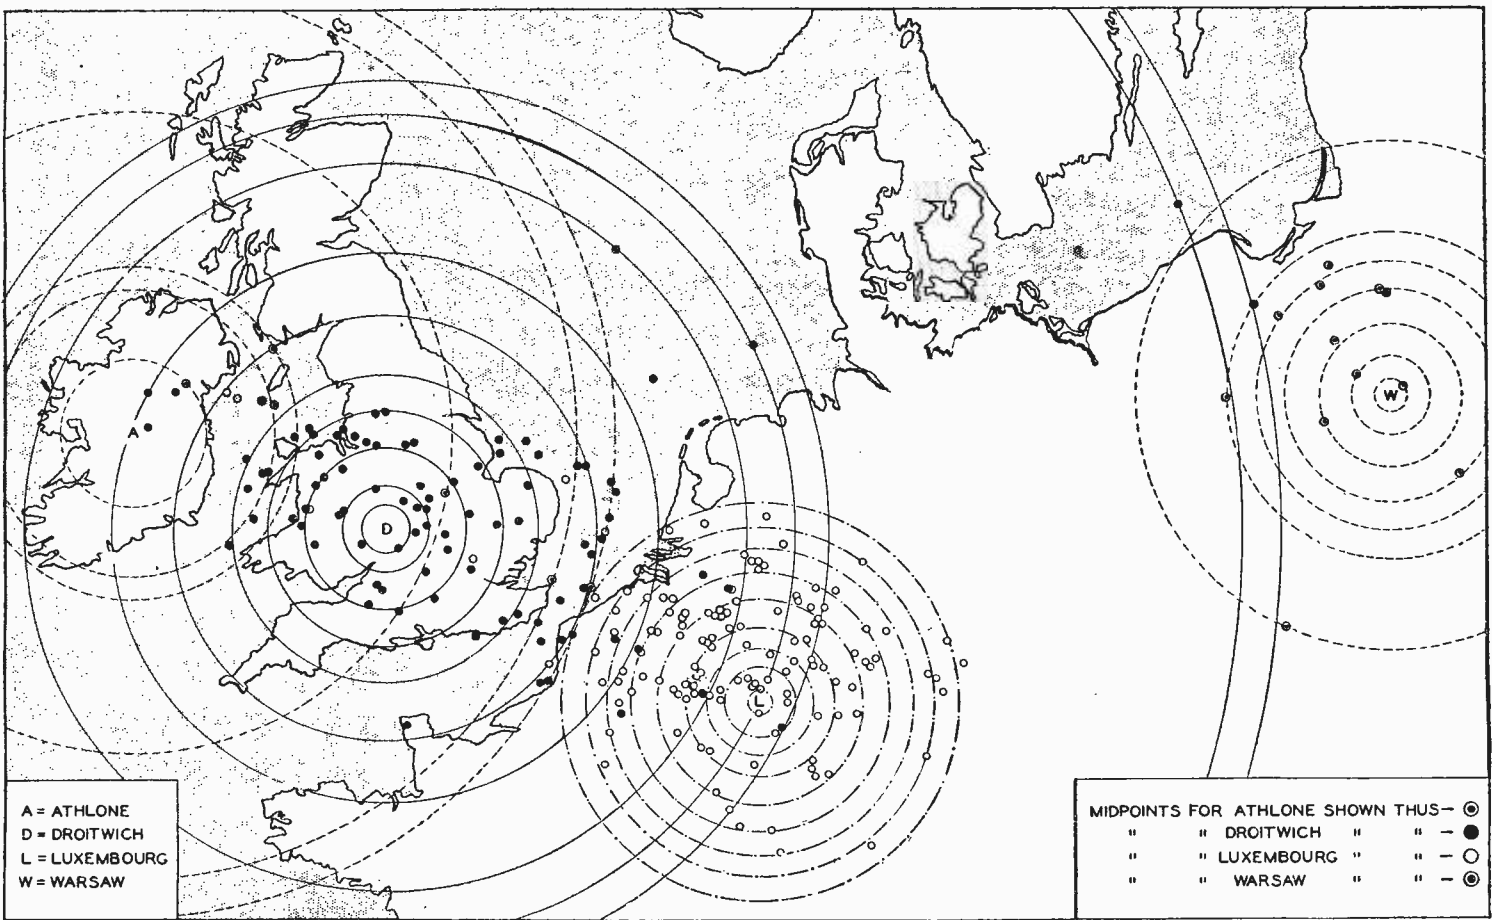 A
D
L
W
A = ATHLONE
D = DROITWICH
L = LUXEMBOURG
W = WARSAW
MIDPOINTS FOR ATHLONE SHOWN THUS –
" " DROITWICH " " –
" " LUXEMBOURG " " –
" " WARSAW " " –